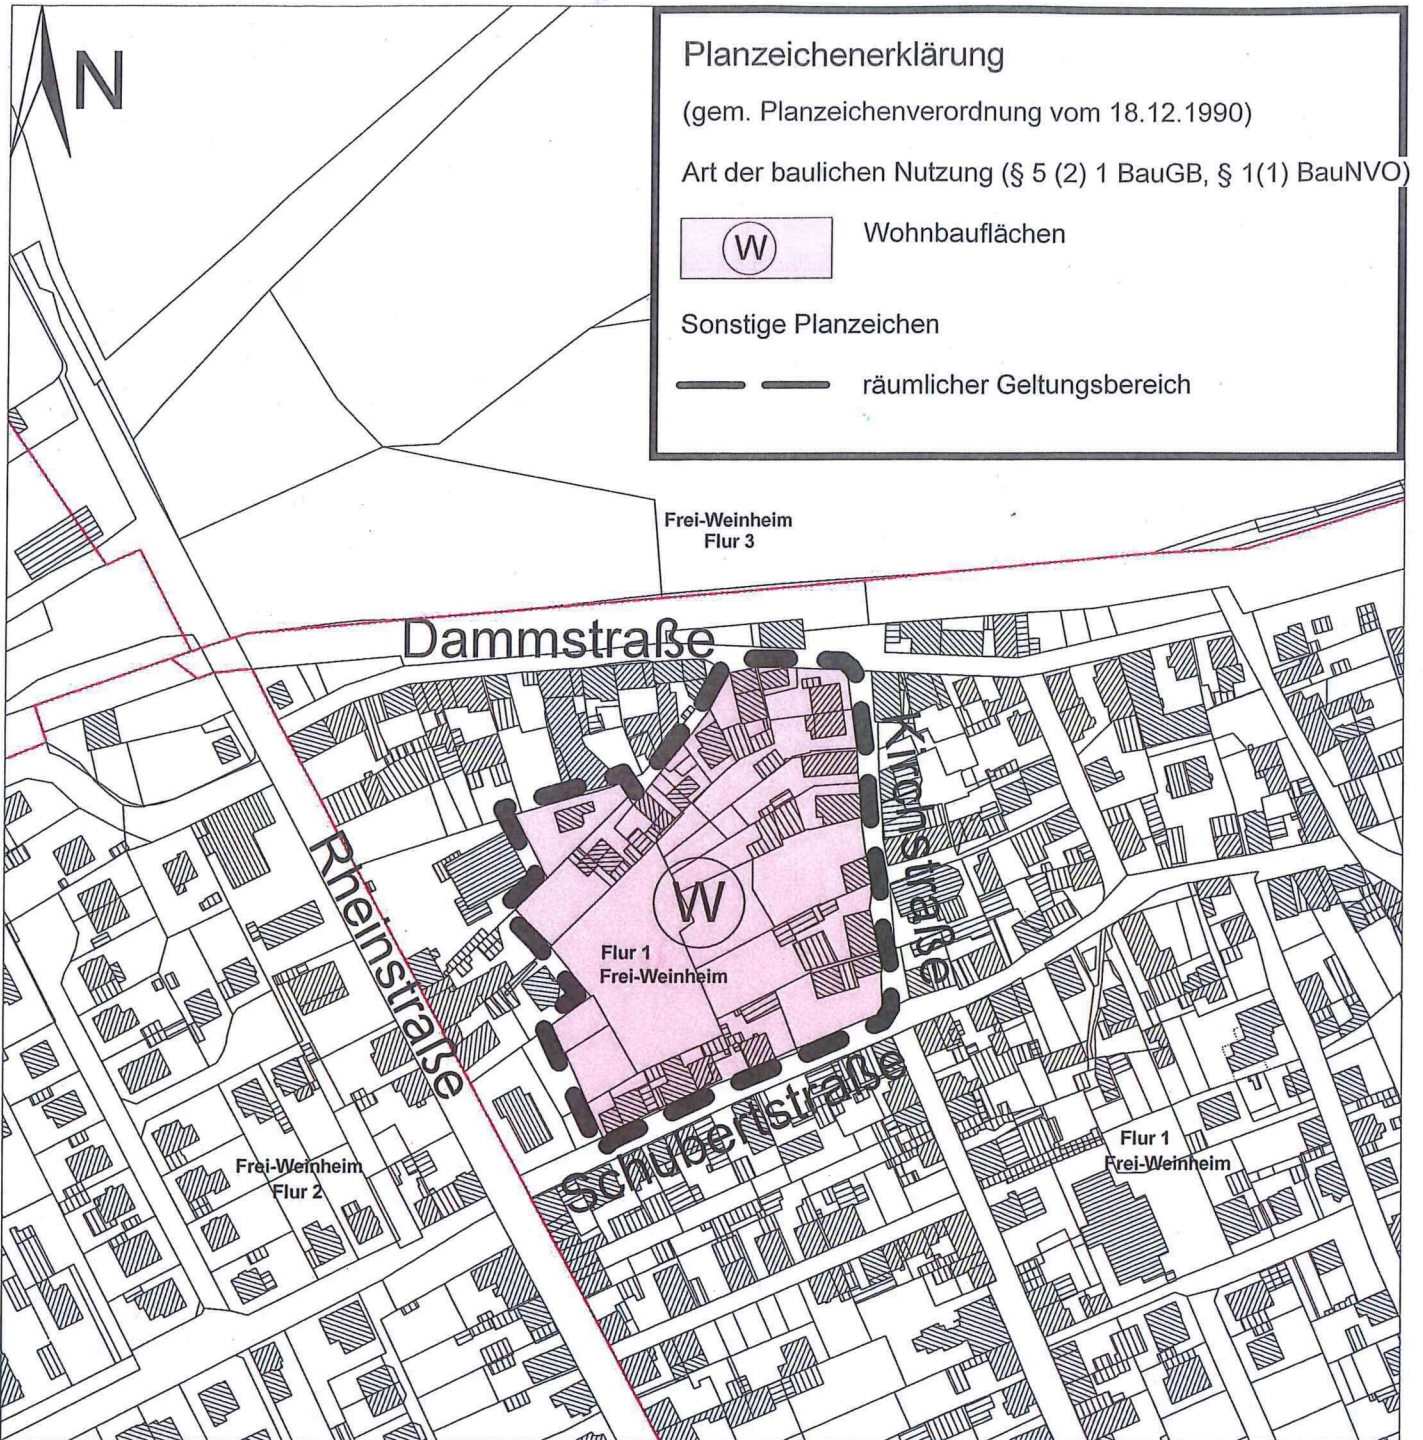 N
Planzeichenerklärung
(gem. Planzeichenverordnung vom 18.12.1990)
Art der baulichen Nutzung (§ 5 (2) 1 BauGB, § 1(1) BauNVO)
W
Wohnbauflächen
Sonstige Planzeichen
räumlicher Geltungsbereich
Frei-Weinheim
Flur 3
Dammstraße
Kirchstraße
Rheinstraße
W
Flur 1
Frei-Weinheim
Schubertstraße
Flur 1
Frei-Weinheim
Frei-Weinheim
Flur 2